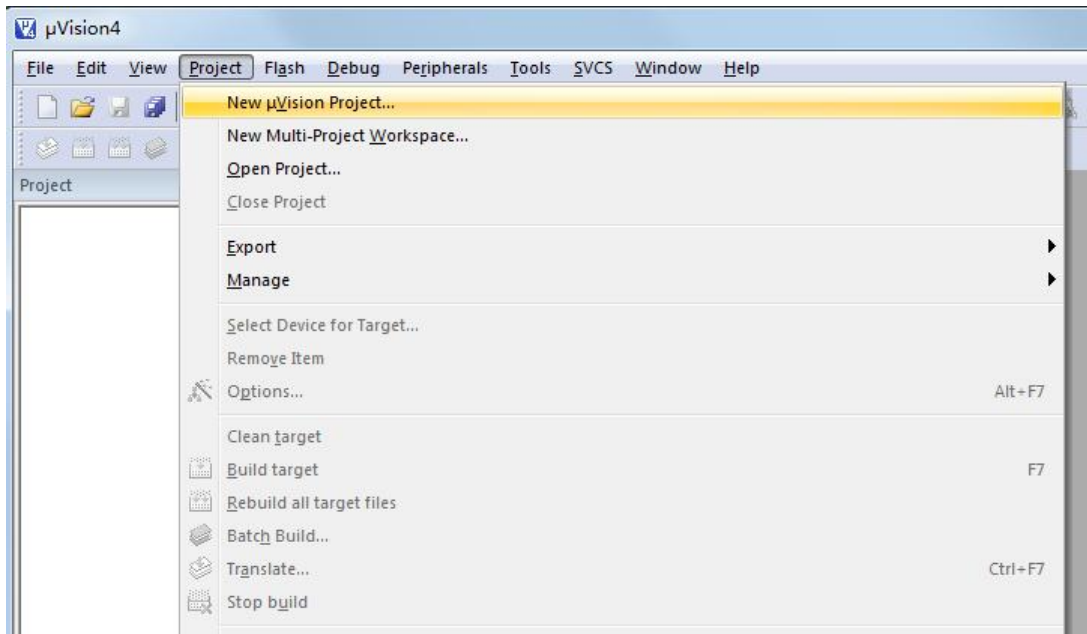 µVision4
File Edit View Project Flash Debug Peripherals Tools SVCS Window Help
New µVision Project...
New Multi-Project Workspace...
Project
Open Project...
Close Project
Export
Manage
Select Device for Target...
Remove Item
Options... Alt+F7
Clean target
Build target F7
Rebuild all target files
Batch Build...
Translate... Ctrl+F7
Stop build